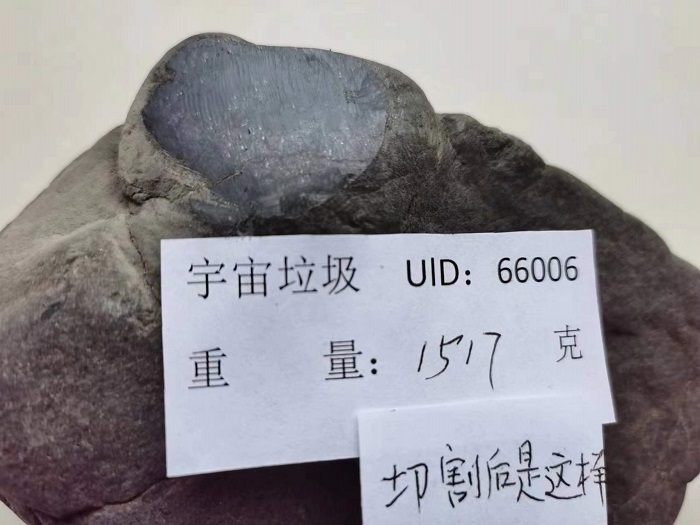 宇宙垃圾 UID：66006
重 量：1517 克
切割后是这样